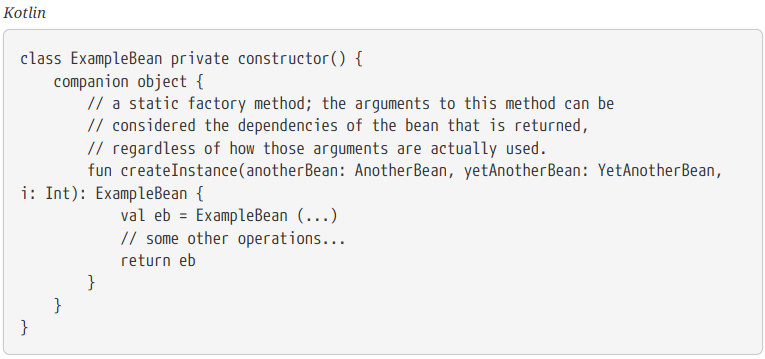 Kotlin
class ExampleBean private constructor() {
    companion object {
        // a static factory method; the arguments to this method can be
        // considered the dependencies of the bean that is returned,
        // regardless of how those arguments are actually used.
        fun createInstance(anotherBean: AnotherBean, yetAnotherBean: YetAnotherBean,
i: Int): ExampleBean {
            val eb = ExampleBean (...)
            // some other operations...
            return eb
        }
    }
}